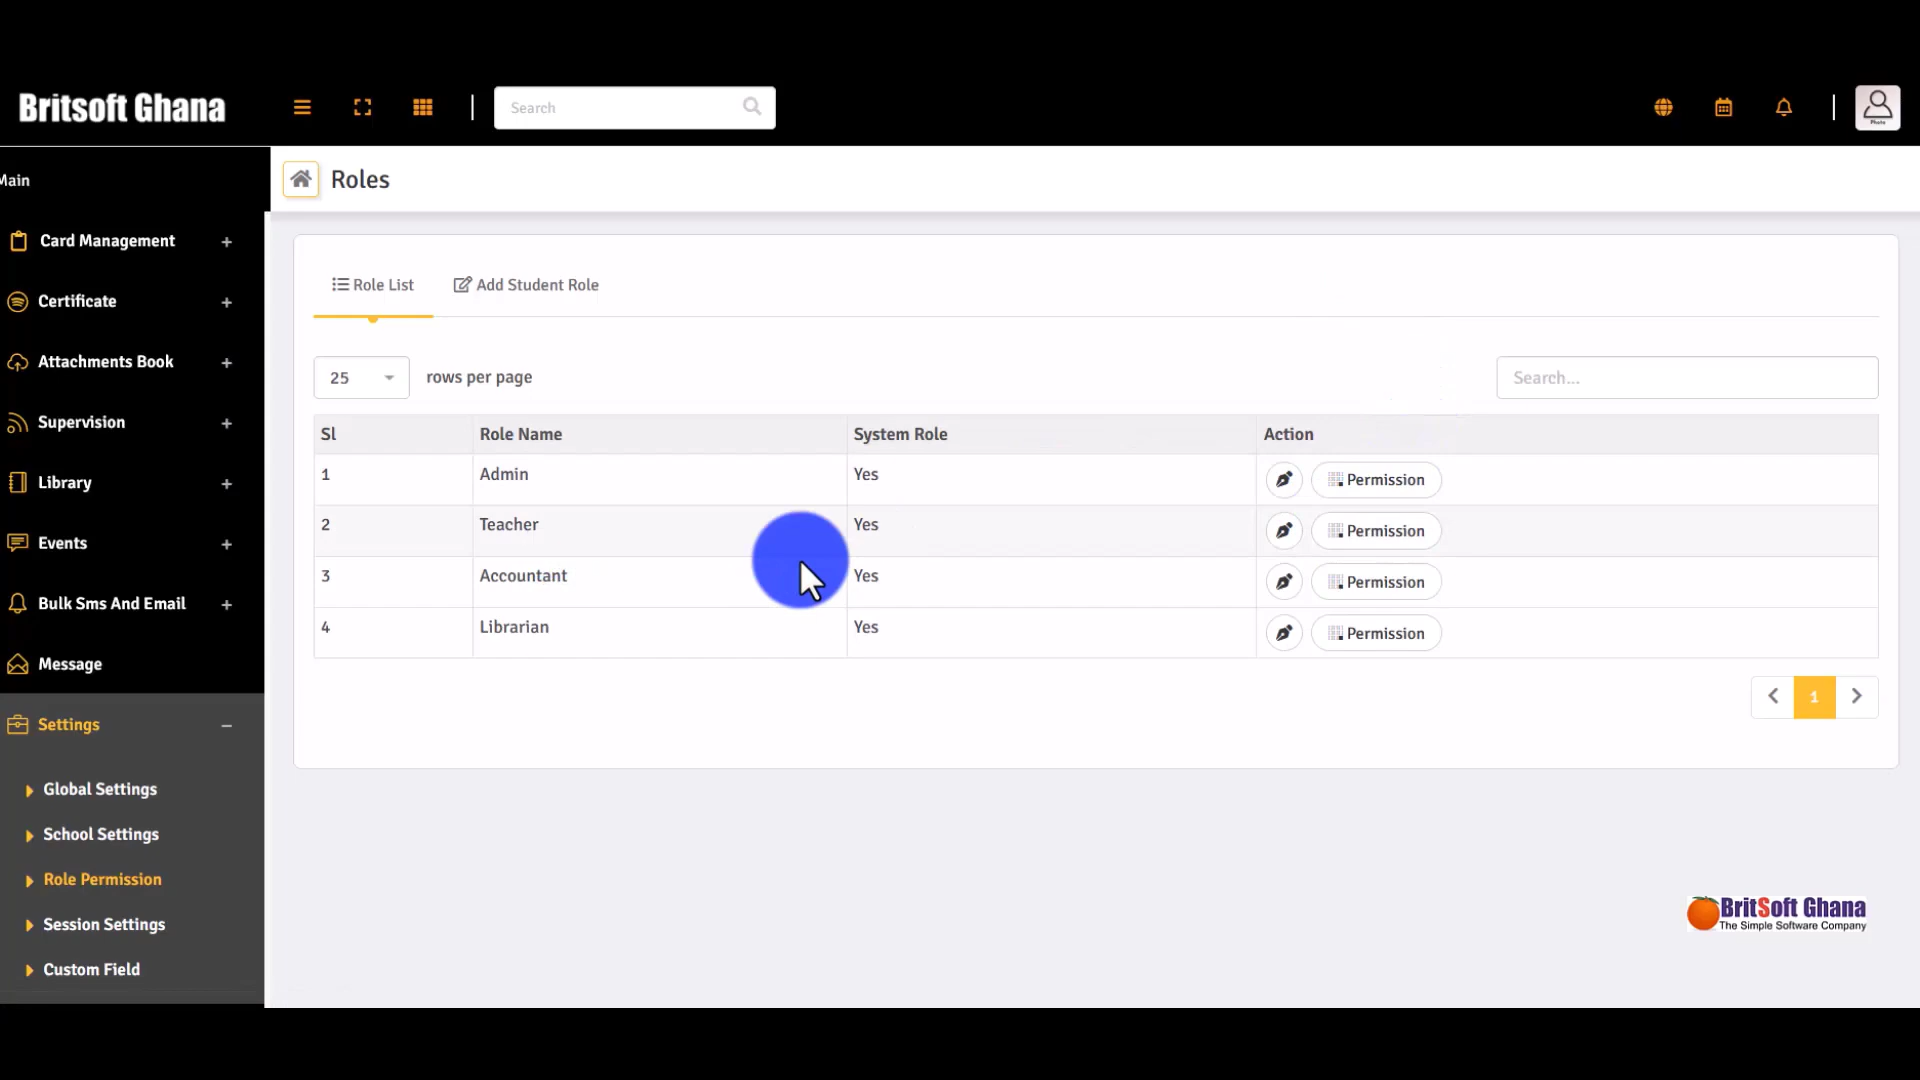 Britsoft Ghana
Search
Photo
Main
Card Management
Certificate
Attachments Book
Supervision
Library
Events
Bulk Sms And Email
Message
Settings
Global Settings
School Settings
Role Permission
Session Settings
Custom Field
Roles
Role List
Add Student Role
25 rows per page
Search...
Sl Role Name System Role Action
1 Admin Yes Permission
2 Teacher Yes Permission
3 Accountant Yes Permission
4 Librarian Yes Permission
1
BritSoft Ghana
The Simple Software Company